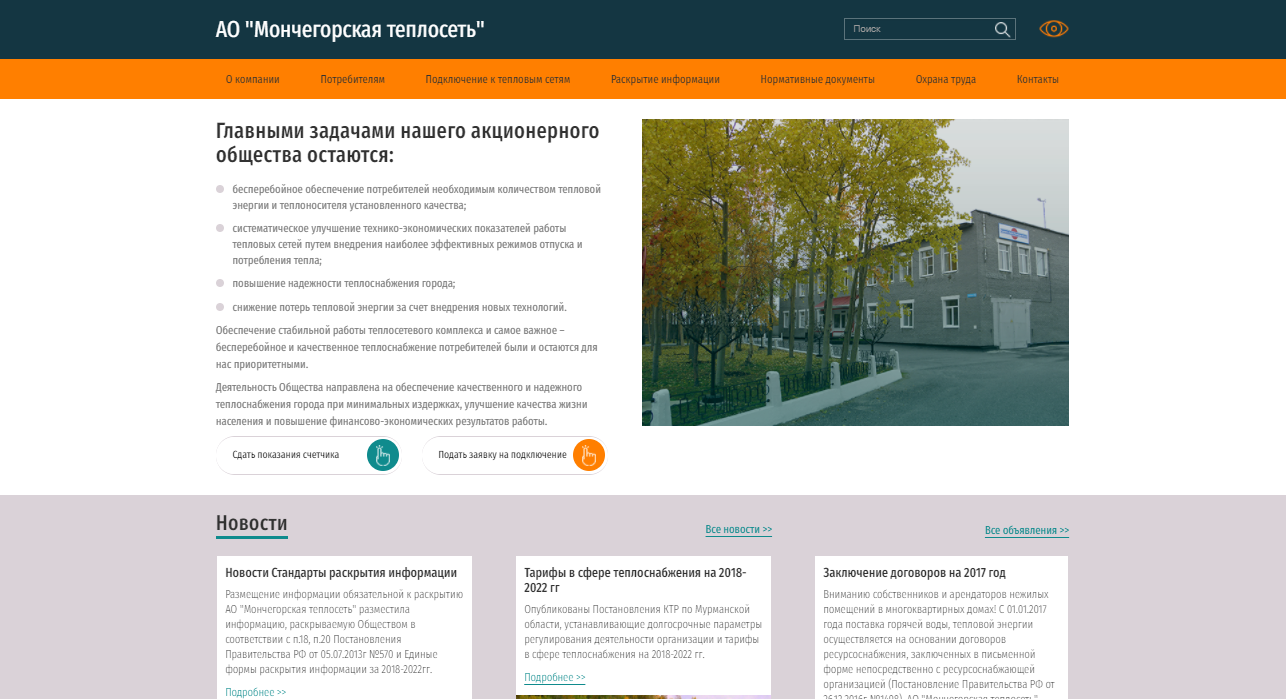 АО "Мончегорская теплосеть"
Поиск
О компании
Потребителям
Подключение к тепловым сетям
Раскрытие информации
Нормативные документы
Охрана труда
Контакты
Главными задачами нашего акционерного
общества остаются:
бесперебойное обеспечение потребителей необходимым количеством тепловой
энергии и теплоносителя установленного качества;
систематическое улучшение технико-экономических показателей работы
тепловых сетей путем внедрения наиболее эффективных режимов отпуска и
потребления тепла;
повышение надежности теплоснабжения города;
снижение потерь тепловой энергии за счет внедрения новых технологий.
Обеспечение стабильной работы теплосетевого комплекса и самое важное –
бесперебойное и качественное теплоснабжение потребителей были и остаются для
нас приоритетными.
Деятельность Общества направлена на обеспечение качественного и надежного
теплоснабжения города при минимальных издержках, улучшение качества жизни
населения и повышение финансово-экономических результатов работы.
Сдать показания счетчика
Подать заявку на подключение
Новости
Все новости >>
Все объявления >>
Новости Стандарты раскрытия информации
Размещение информации обязательной к раскрытию
АО "Мончегорская теплосеть" разместила
информацию, раскрываемую Обществом в
соответствии с п.18, п.20 Постановления
Правительства РФ от 05.07.2013г №570 и Единые
формы раскрытия информации за 2018-2022гг.
Подробнее >>
Тарифы в сфере теплоснабжения на 2018-
2022 гг
Опубликованы Постановления КТР по Мурманской
области, устанавливающие долгосрочные параметры
регулирования деятельности организации и тарифы
в сфере теплоснабжения на 2018-2022 гг.
Подробнее >>
Заключение договоров на 2017 год
Вниманию собственников и арендаторов нежилых
помещений в многоквартирных домах! С 01.01.2017
года поставка горячей воды, тепловой энергии
осуществляется на основании договоров
ресурсоснабжения, заключенных в письменной
форме непосредственно с ресурсоснабжающей
организацией (Постановление Правительства РФ от
26.12.2016г №1498). АО "Мончегорская теплосеть"